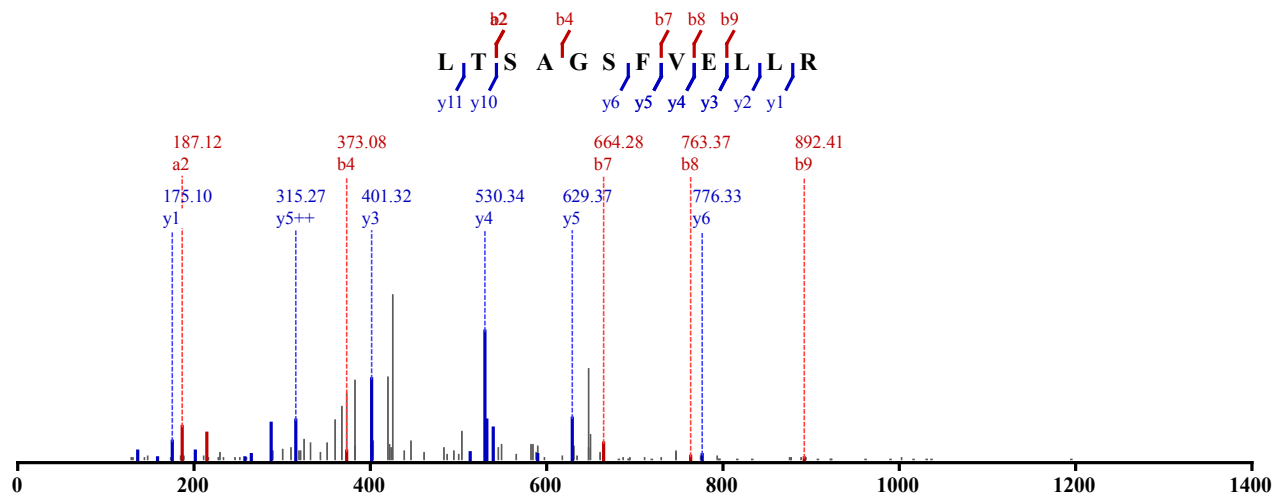 b2 b4 b7 b8 b9
L T S A G S F V E L L R
y11 y10 y6 y5 y4 y3 y2 y1
187.12 373.08 664.28 763.37 892.41
a2 b4 b7 b8 b9
175.10 315.27 401.32 530.34 629.37 776.33
y1 y5++ y3 y4 y5 y6
0 200 400 600 800 1000 1200 1400